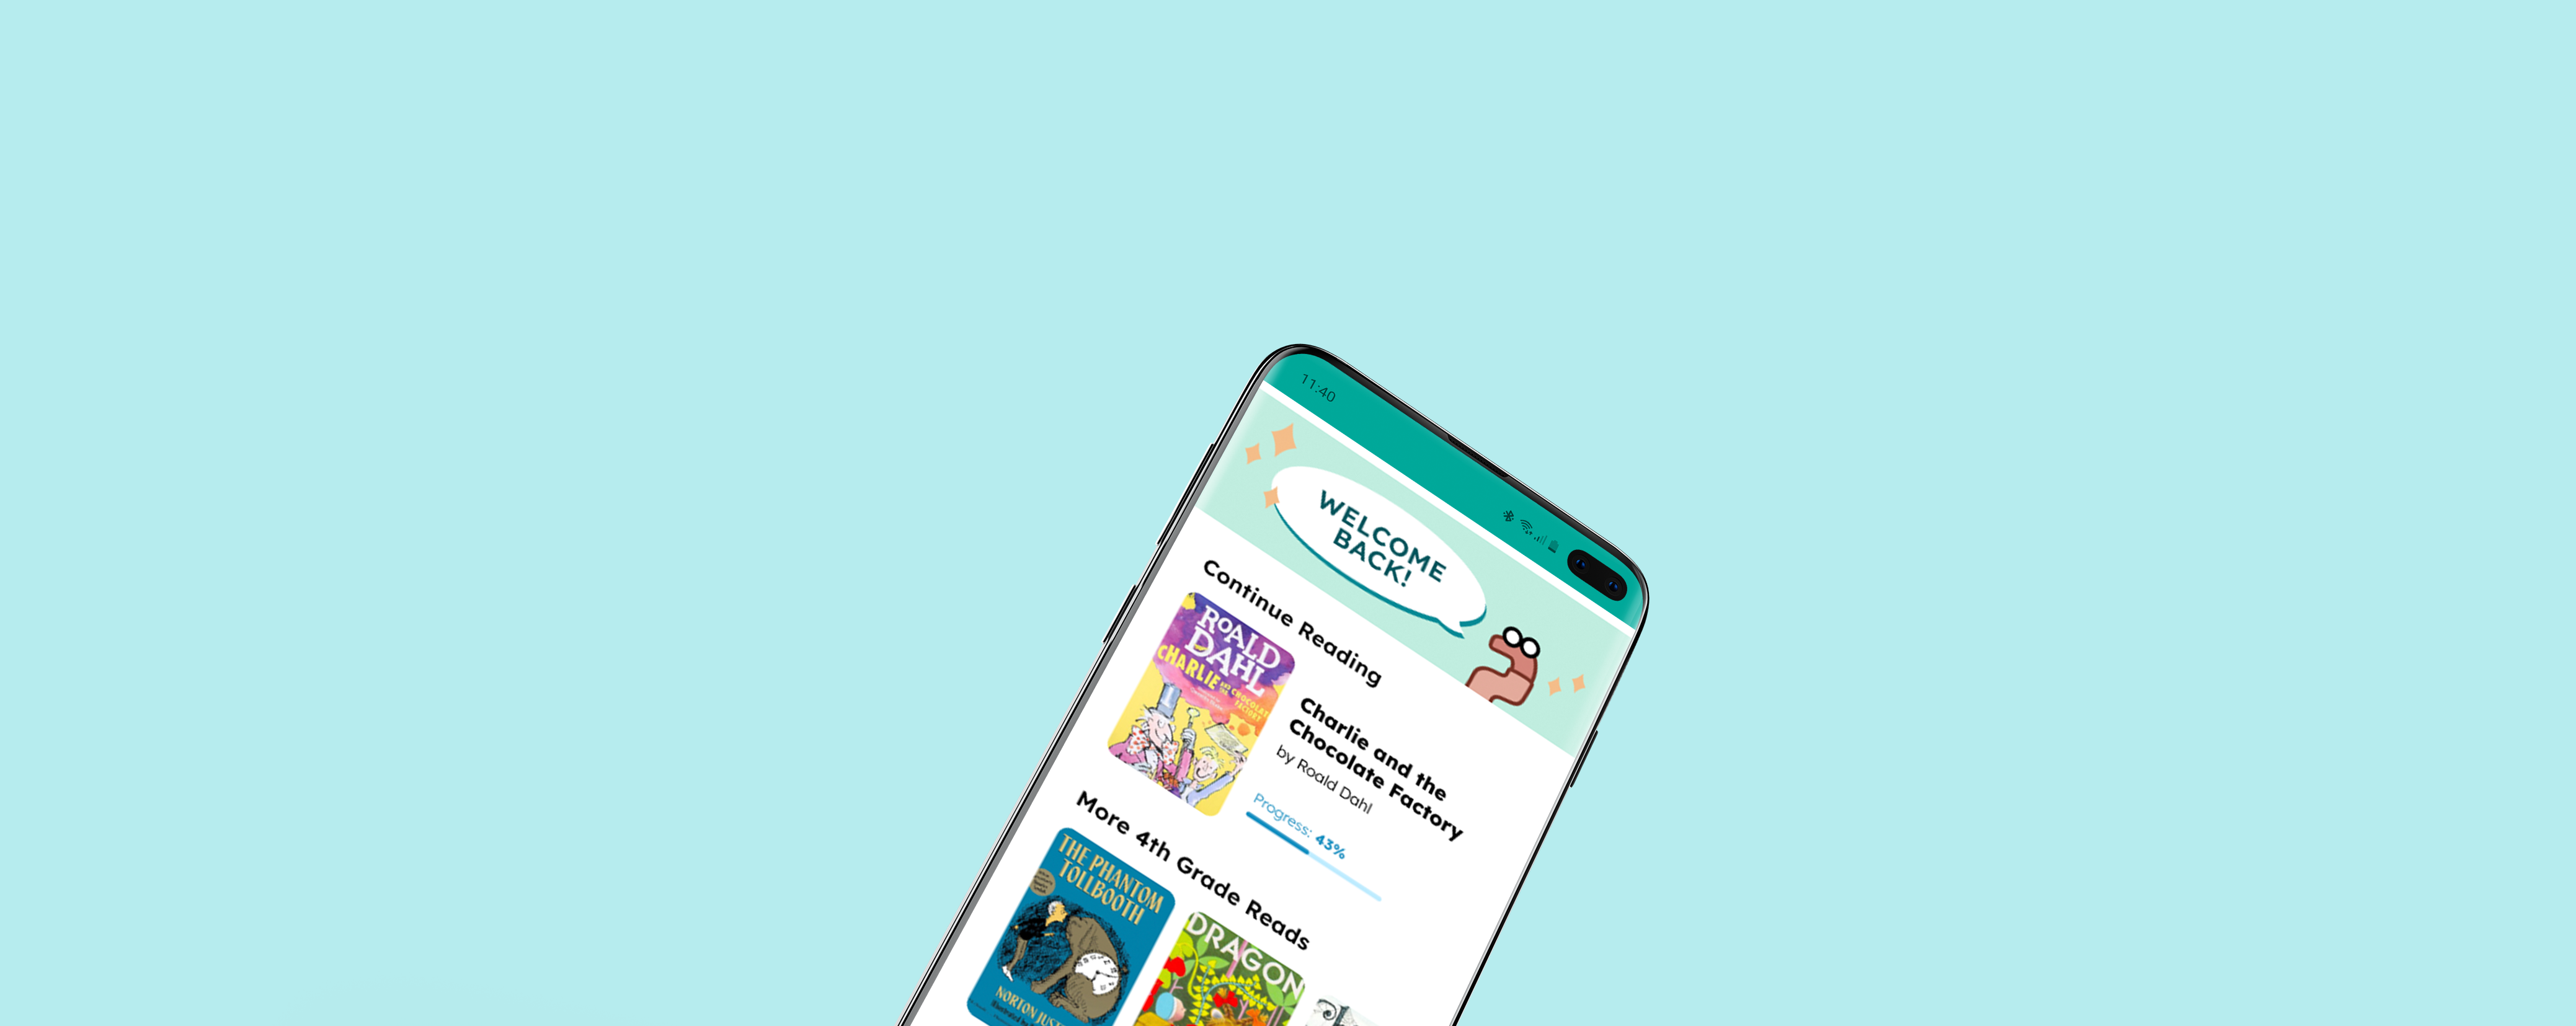 11:40
WELCOME
BACK!
Continue Reading
ROALD
DAHL
CHARLIE
AND THE CHOCOLATE
FACTORY
Charlie and the
Chocolate Factory
by Roald Dahl
Progress: 43%
More 4th Grade Reads
THE PHANTOM
TOLLBOOTH
NORTON JUST
DRAGON